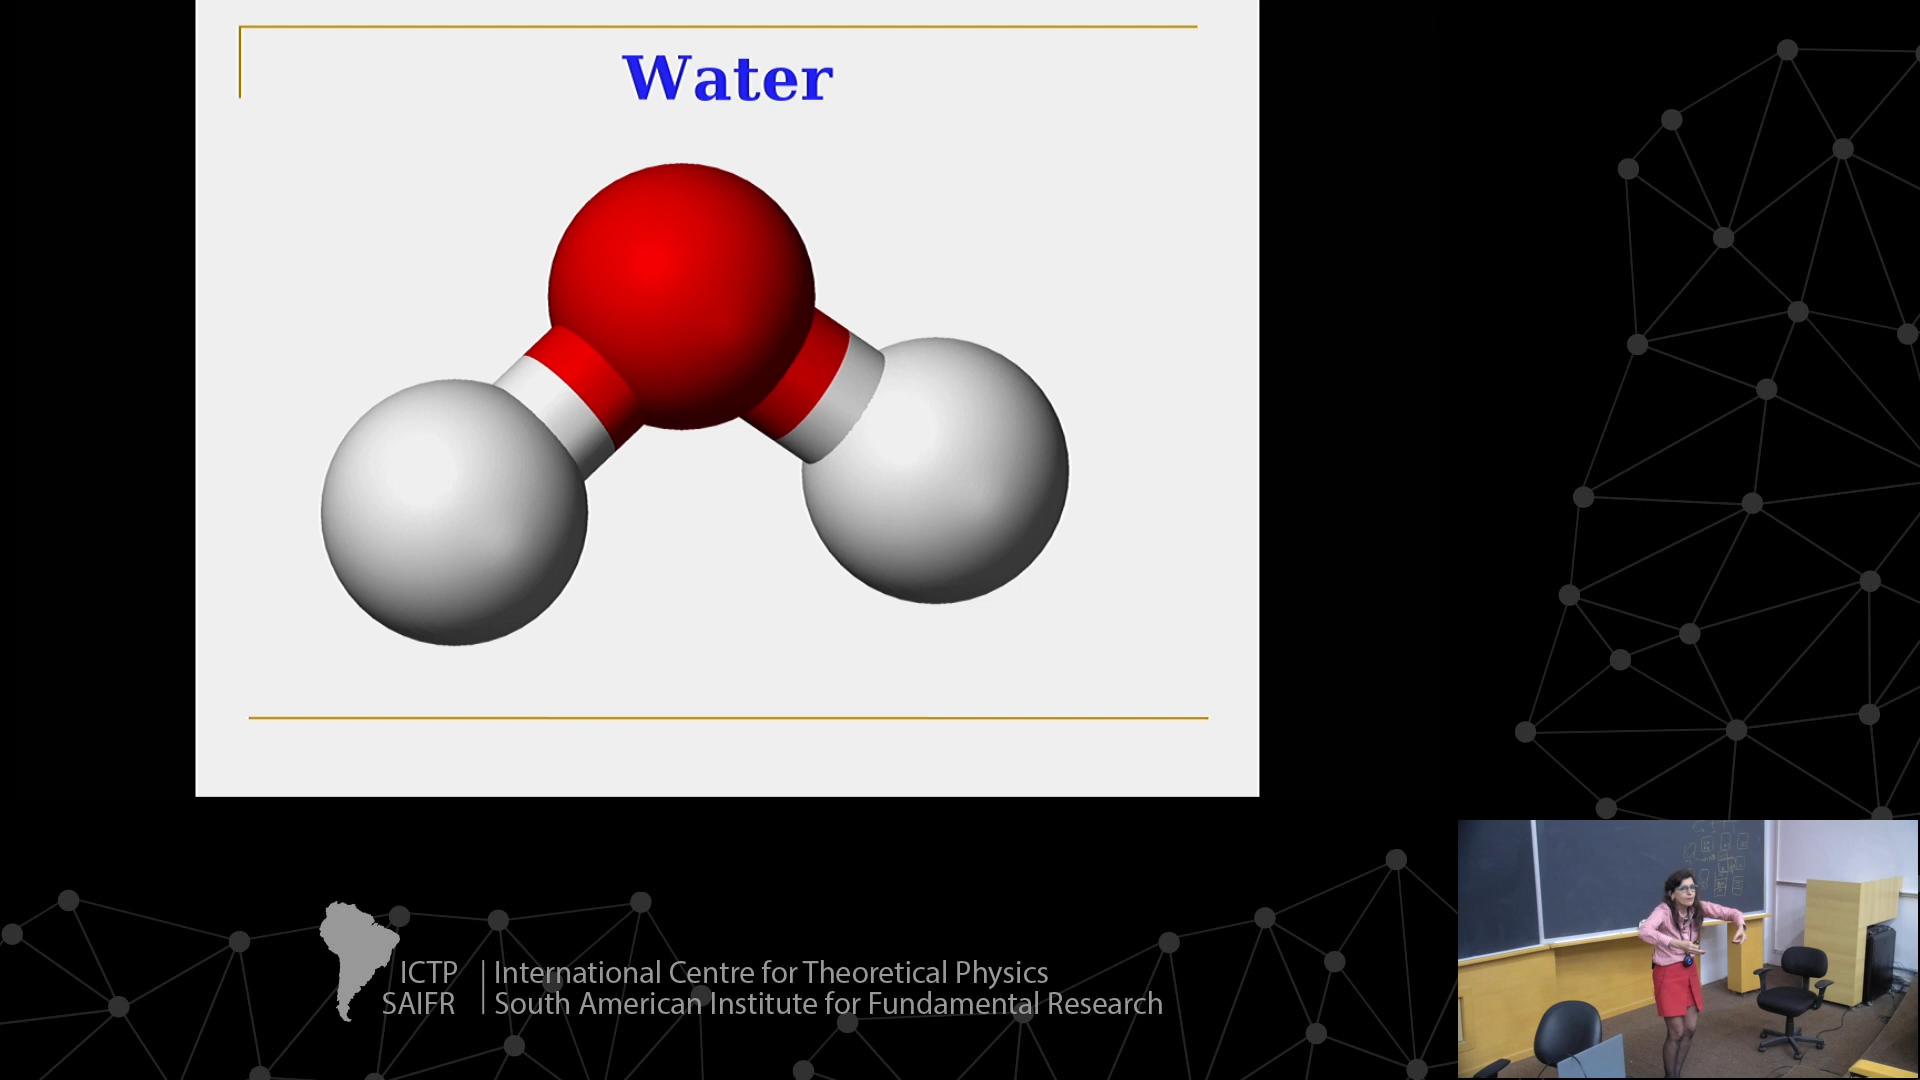 Water
ICTP
SAIFR
International Centre for Theoretical Physics
South American Institute for Fundamental Research